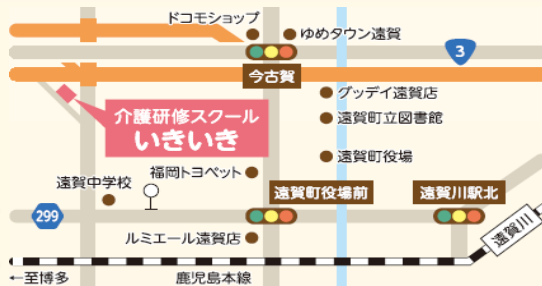 ドコモショップ
ゆめタウン遠賀
3
今古賀
グッデイ遠賀店
介護研修スクール
いきいき
遠賀町立図書館
遠賀町役場
福岡トヨペット
遠賀中学校
遠賀町役場前
遠賀川駅北
299
ルミエール遠賀店
遠賀川
←至博多
鹿児島本線